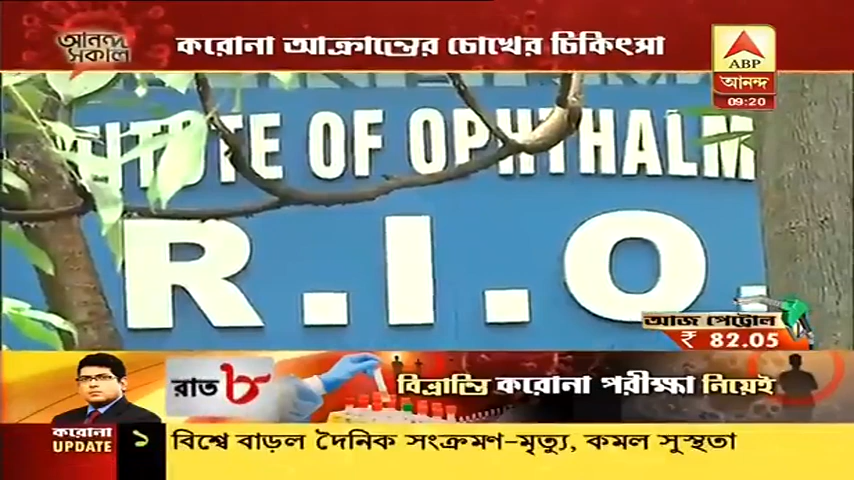 আনন্দ সকাল
করোনা আক্রান্তের চোখের চিকিৎসা
ABP
আনন্দ
09:20
TUTE OF OPHTHALM
R.I.O.
আজ পেট্রোল
₹ 82.05
রাত ৮
বিভ্রান্তি করোনা পরীক্ষা নিয়েই
করোনা
UPDATE
১
বিশ্বে বাড়ল দৈনিক সংক্রমণ-মৃত্যু, কমল সুস্থতা